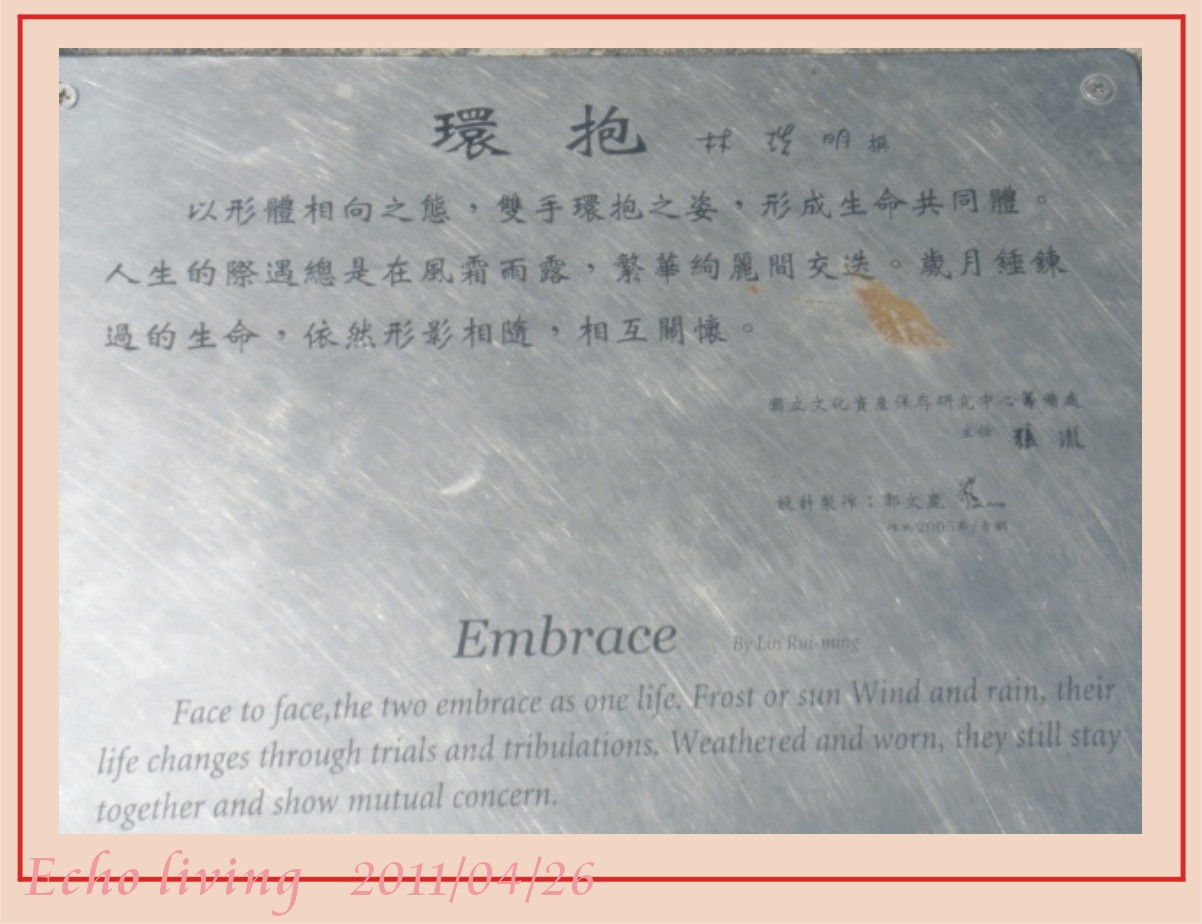 環抱 林瑞明 撰
以形體相向之態，雙手環抱之姿，形成生命共同體。
人生的際遇總是在風霜雨露，繁華絢麗間交迭。歲月錘鍊
過的生命，依然形影相隨，相互關懷。
國立文化資產保存研究中心籌備處
主任 張
設計製作：郭文嵐
2005年/
Embrace By Lin Rui-ming
Face to face,the two embrace as one life. Frost or sun Wind and rain, their
life changes through trials and tribulations. Weathered and worn, they still stay
together and show mutual concern.
Echo living 2011/04/26